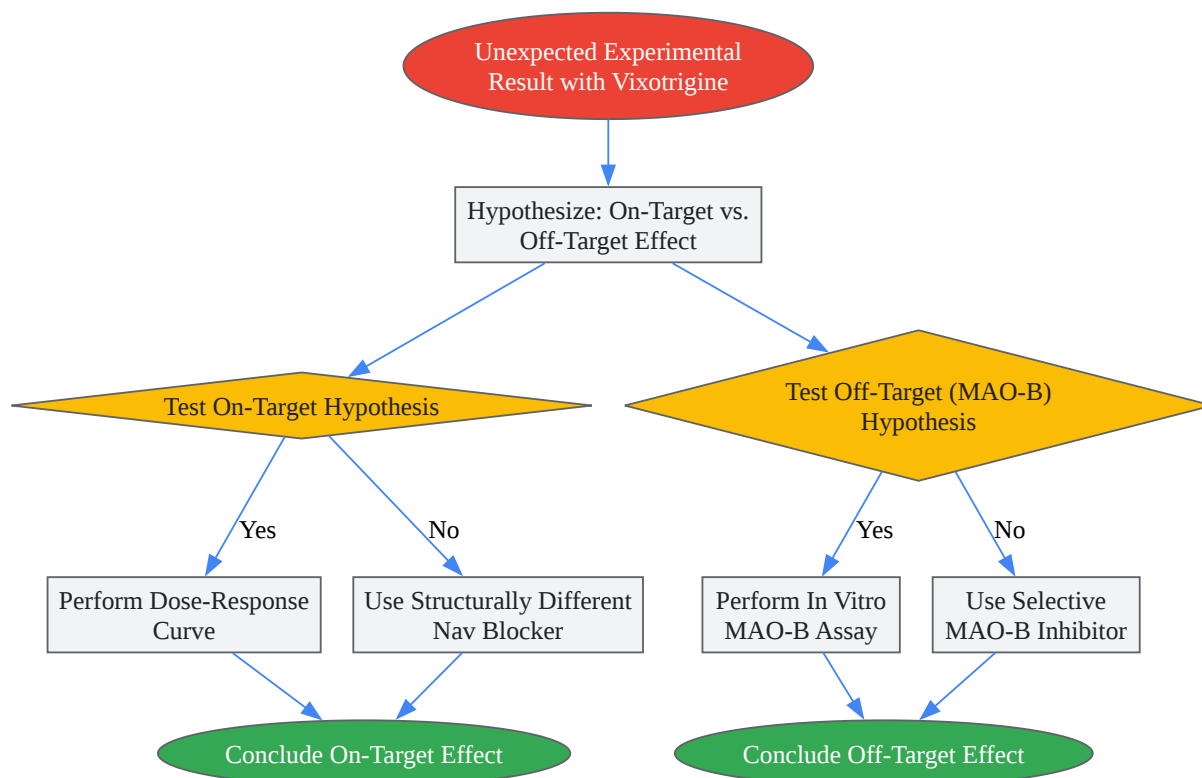 Unexpected Experimental
Result with Vixotrigine
Hypothesize: On-Target vs.
Off-Target Effect
Test On-Target Hypothesis
Test Off-Target (MAO-B)
Hypothesis
Yes
No
Yes
No
Perform Dose-Response
Curve
Use Structurally Different
Nav Blocker
Perform In Vitro
MAO-B Assay
Use Selective
MAO-B Inhibitor
Conclude On-Target Effect
Conclude Off-Target Effect